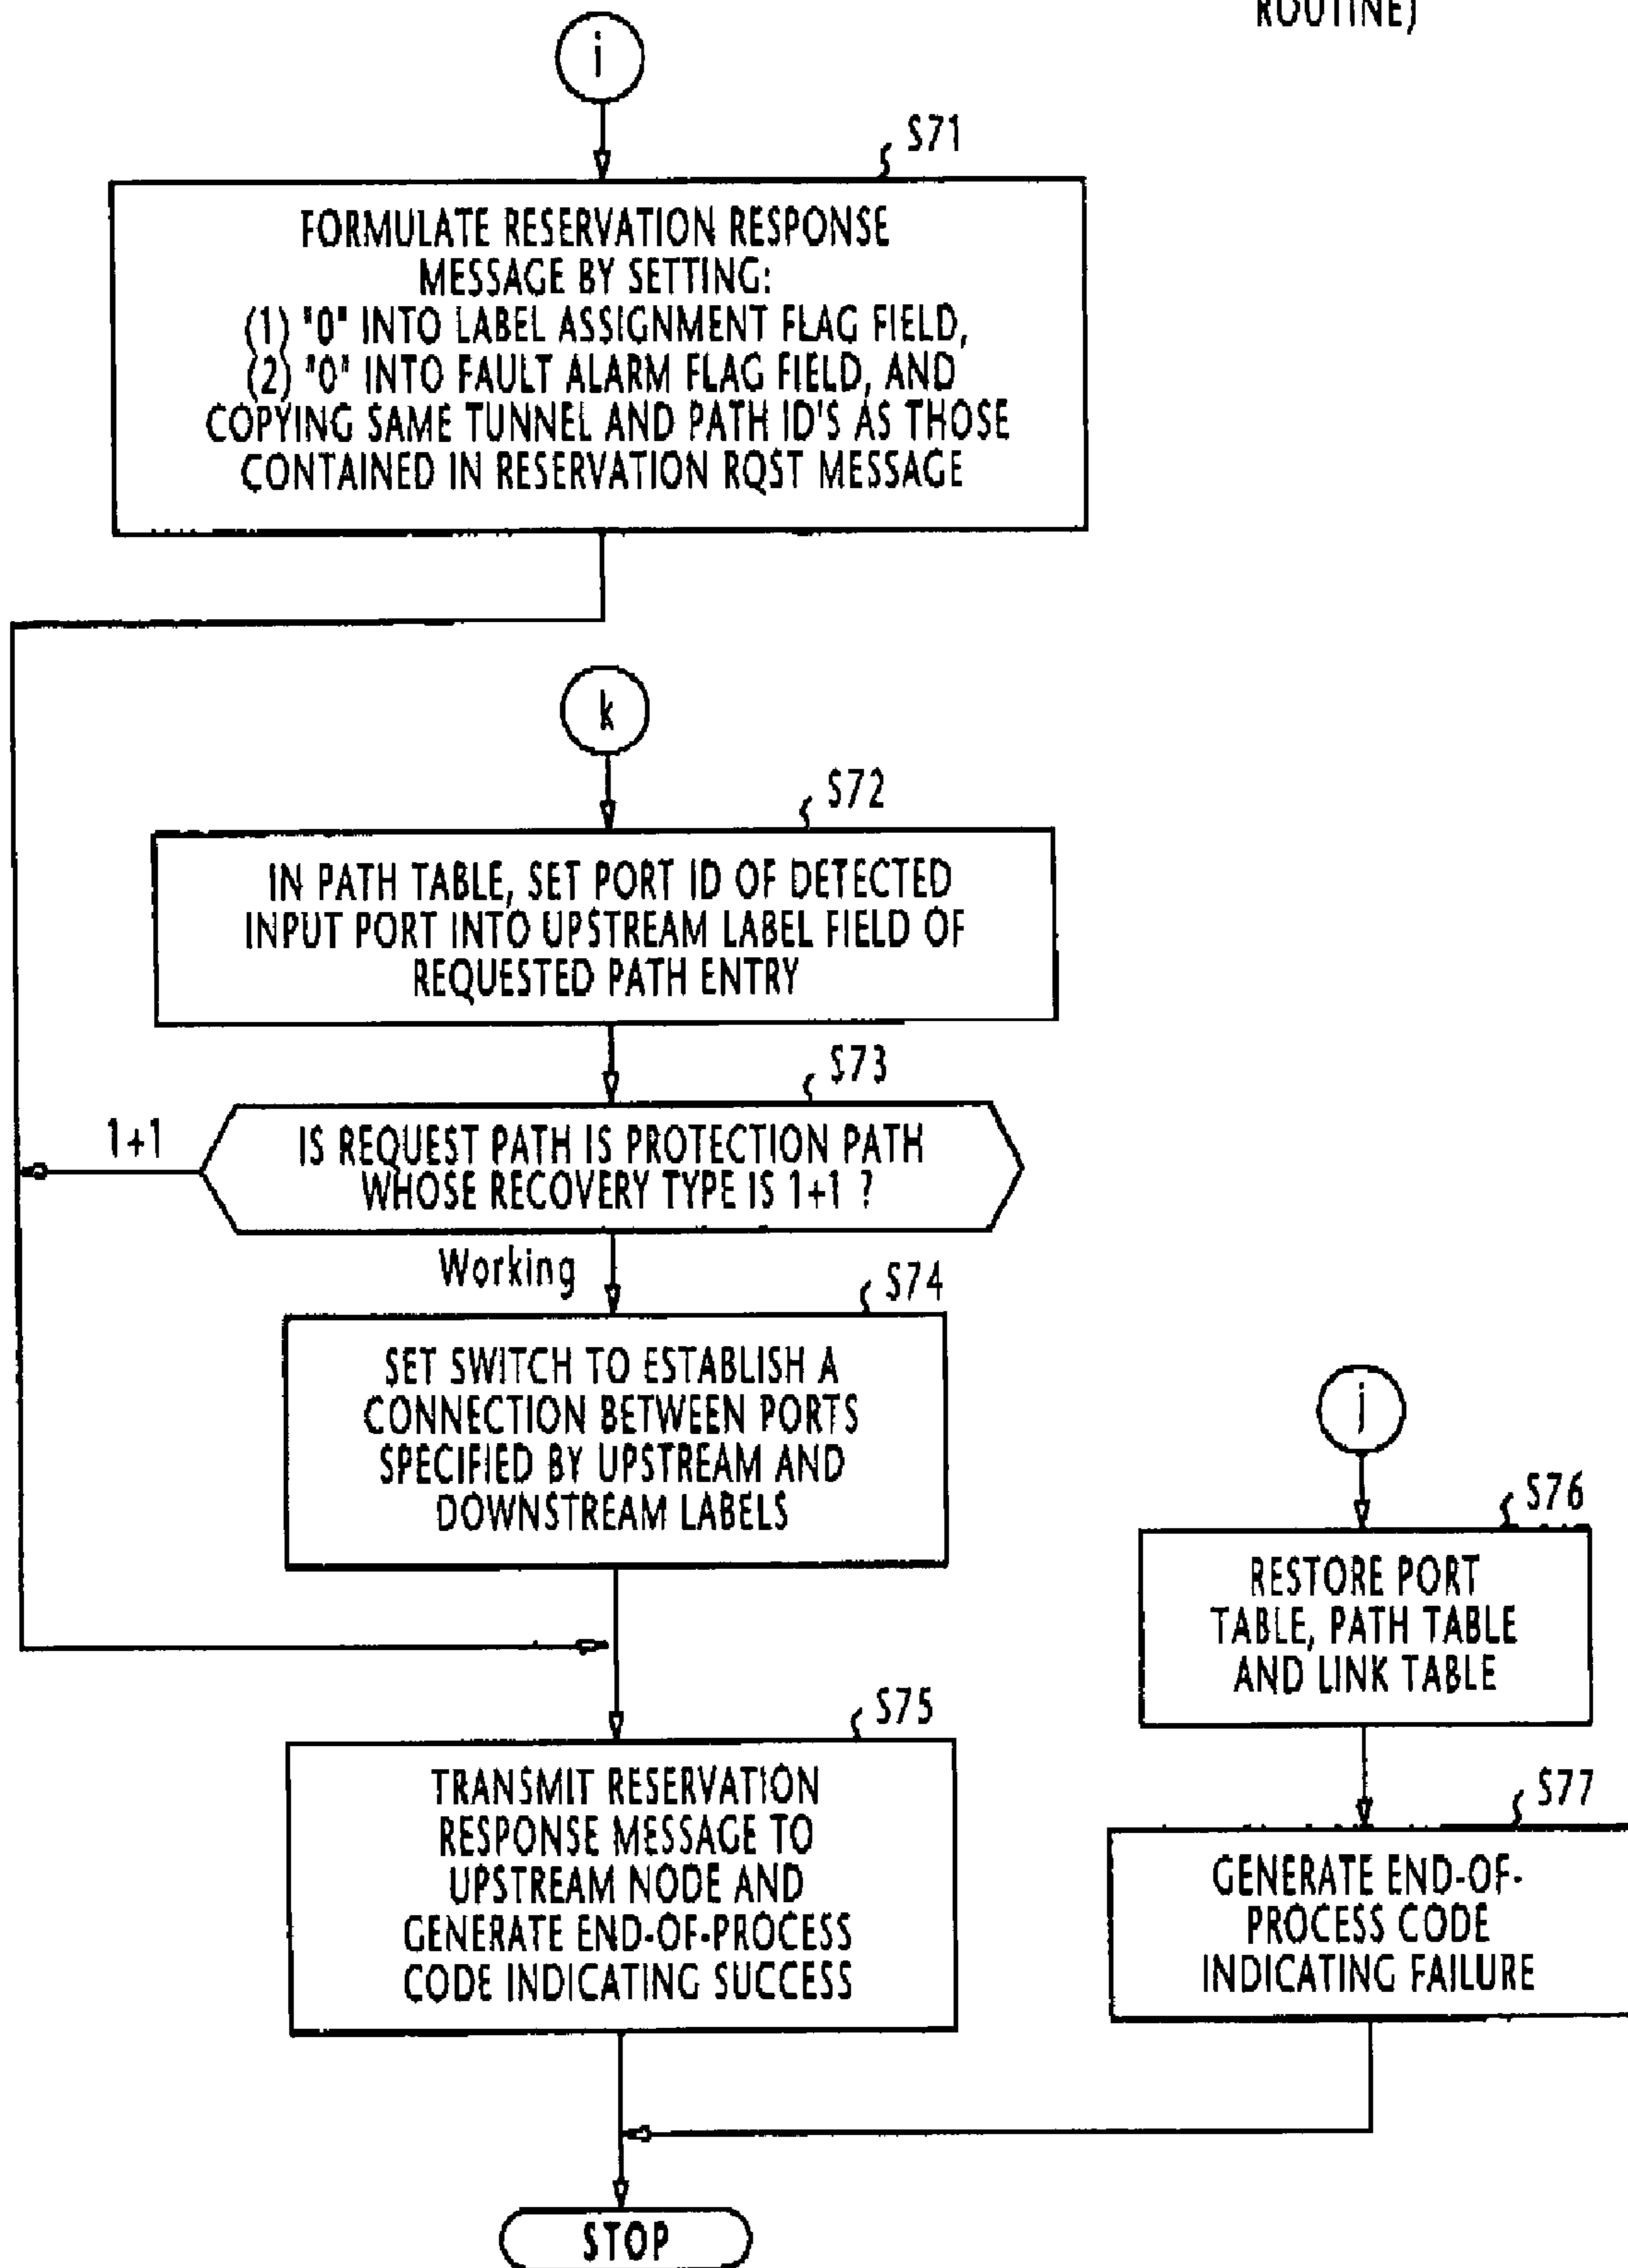 ROUTINE)
i
S71
FORMULATE RESERVATION RESPONSE
MESSAGE BY SETTING:
(1) "0" INTO LABEL ASSIGNMENT FLAG FIELD,
(2) "0" INTO FAULT ALARM FLAG FIELD, AND
COPYING SAME TUNNEL AND PATH ID'S AS THOSE
CONTAINED IN RESERVATION RQST MESSAGE
k
S72
IN PATH TABLE, SET PORT ID OF DETECTED
INPUT PORT INTO UPSTREAM LABEL FIELD OF
REQUESTED PATH ENTRY
S73
1+1
IS REQUEST PATH IS PROTECTION PATH
WHOSE RECOVERY TYPE IS 1+1 ?
Working
S74
SET SWITCH TO ESTABLISH A
CONNECTION BETWEEN PORTS
SPECIFIED BY UPSTREAM AND
DOWNSTREAM LABELS
j
S76
RESTORE PORT
TABLE, PATH TABLE
AND LINK TABLE
S75
TRANSMIT RESERVATION
RESPONSE MESSAGE TO
UPSTREAM NODE AND
GENERATE END-OF-PROCESS
CODE INDICATING SUCCESS
S77
GENERATE END-OF-
PROCESS CODE
INDICATING FAILURE
STOP